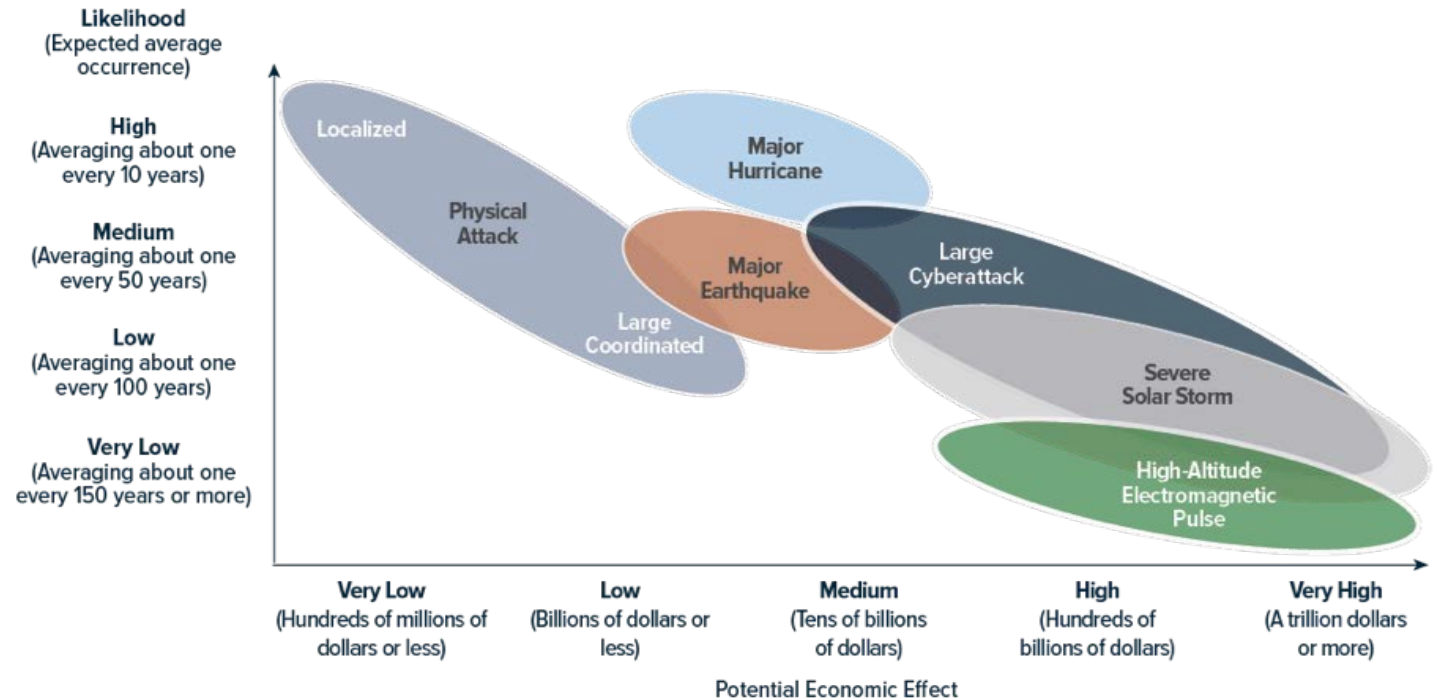 Likelihood
(Expected average
occurrence)
High
(Averaging about one
every 10 years)
Medium
(Averaging about one
every 50 years)
Low
(Averaging about one
every 100 years)
Very Low
(Averaging about one
every 150 years or more)
Localized
Physical
Attack
Large
Coordinated
Major
Hurricane
Major
Earthquake
Large
Cyberattack
Severe
Solar Storm
High-Altitude
Electromagnetic
Pulse
Very Low
(Hundreds of millions of
dollars or less)
Low
(Billions of dollars or
less)
Medium
(Tens of billions
of dollars)
High
(Hundreds of
billions of dollars)
Very High
(A trillion dollars
or more)
Potential Economic Effect